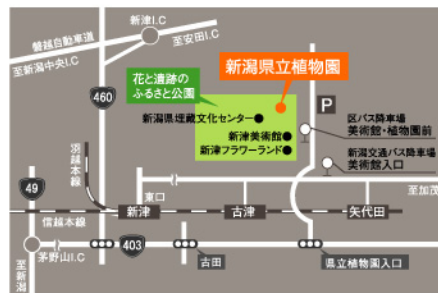 新津I.C
磐越自動車道
至安田I.C
至新潟中央I.C
新潟県立植物園
花と遺跡の
ふるさと公園
460
P
新潟県埋蔵文化センター
区バス降車場
美術館・植物園前
新津美術館
新津フラワーランド
新潟交通バス降車場
美術館入口
羽越本線
49
東口
至加茂
新津
古津
矢代田
信越本線
茅野山I.C
403
古田
県立植物園入口
至新潟